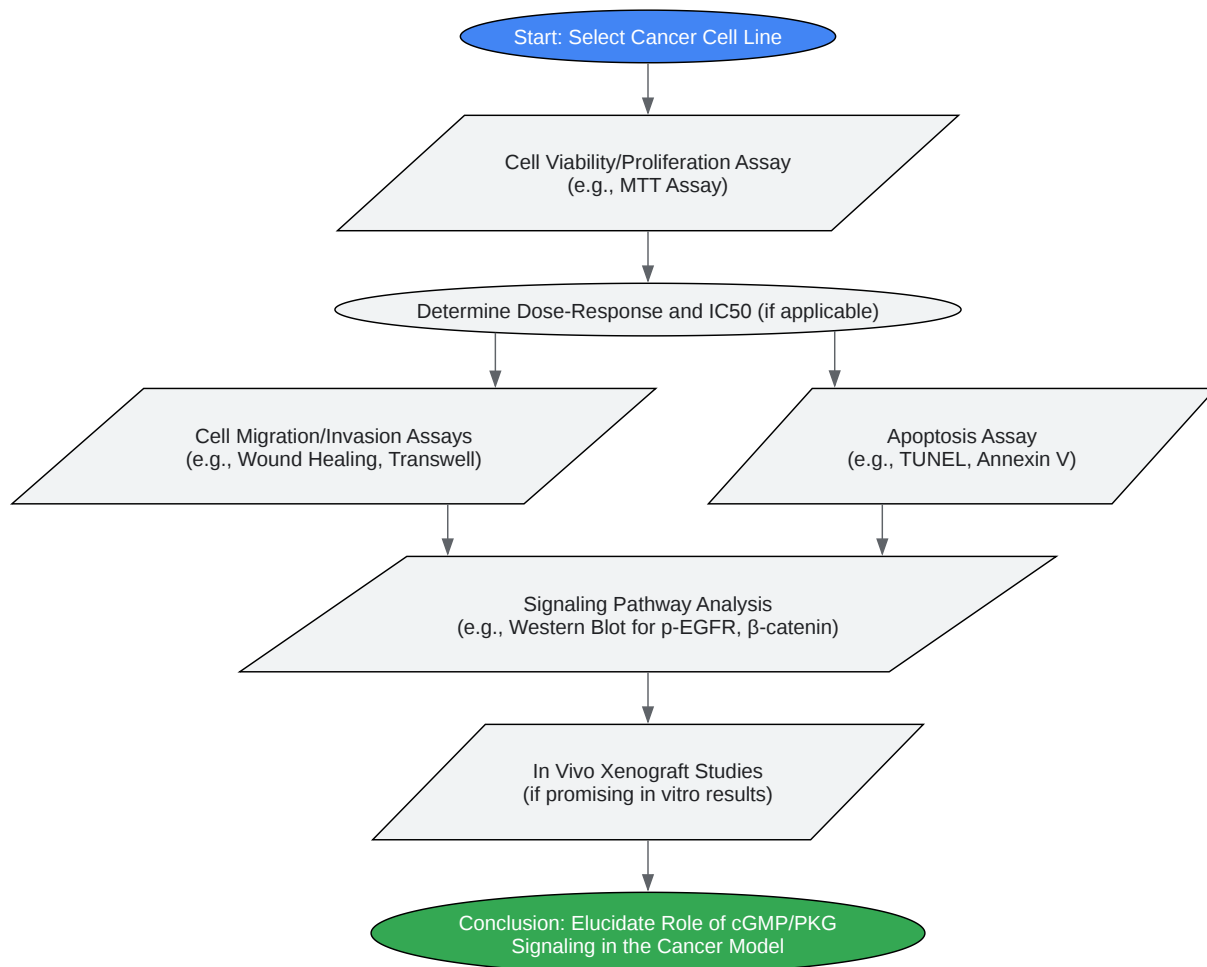 Start: Select Cancer Cell Line
Cell Viability/Proliferation Assay
(e.g., MTT Assay)
Determine Dose-Response and IC50 (if applicable)
Cell Migration/Invasion Assays
(e.g., Wound Healing, Transwell)
Apoptosis Assay
(e.g., TUNEL, Annexin V)
Signaling Pathway Analysis
(e.g., Western Blot for p-EGFR, β-catenin)
In Vivo Xenograft Studies
(if promising in vitro results)
Conclusion: Elucidate Role of cGMP/PKG
Signaling in the Cancer Model